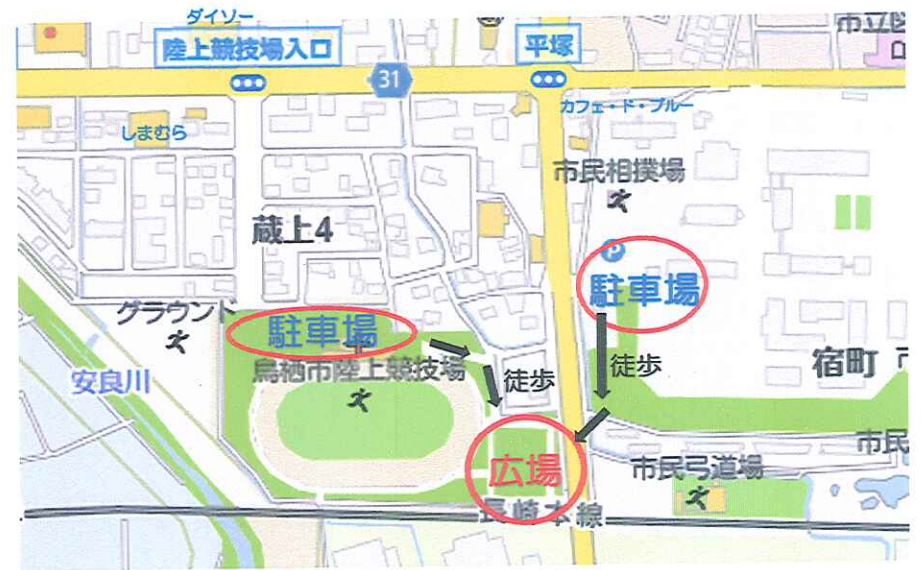 ダイソー
陸上競技場入口
平塚
31
カフェ・ド・ブルー
しまむら
市民相撲場
蔵上4
P
駐車場
グラウンド
駐車場
鳥栖市陸上競技場
徒歩
徒歩
宿町
安良川
広場
市民弓道場
市民
長崎本線